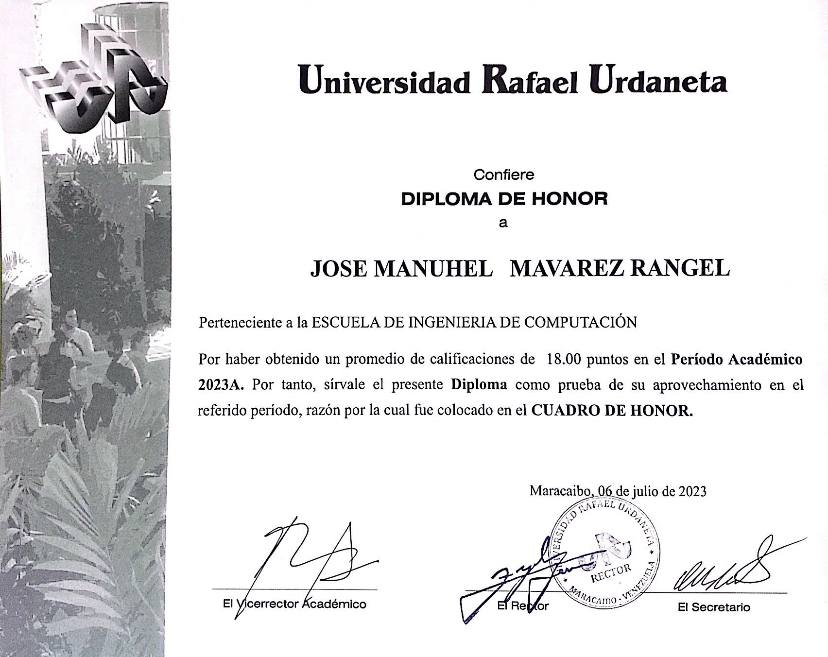 Universidad Rafael Urdaneta
Confiere
DIPLOMA DE HONOR
a
JOSE MANUHEL MAVAREZ RANGEL
Perteneciente a la ESCUELA DE INGENIERIA DE COMPUTACIÓN
Por haber obtenido un promedio de calificaciones de 18.00 puntos en el Período Académico
2023A. Por tanto, sírvale el presente Diploma como prueba de su aprovechamiento en el
referido período, razón por la cual fue colocado en el CUADRO DE HONOR.
Maracaibo, 06 de julio de 2023
UNIVERSIDAD RAFAEL URDANETA
RECTOR
MARACAIBO - VENEZUELA
El Vicerrector Académico
El Rector
El Secretario